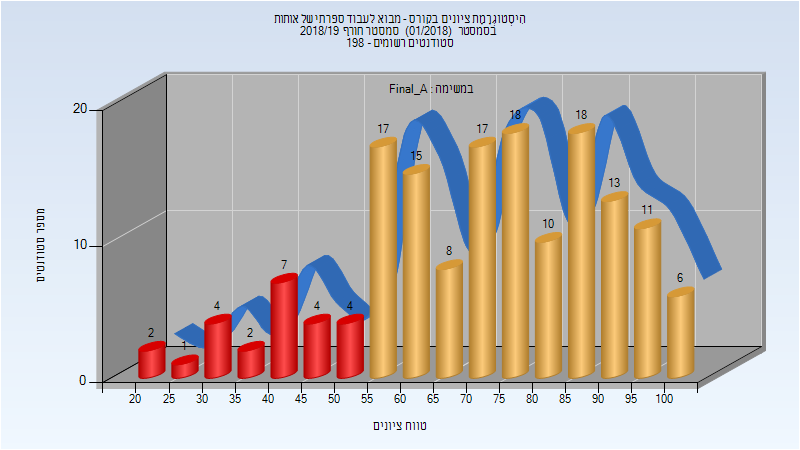 היסטוגרמת ציונים בקורס - מבוא לעבוד ספרתי של אותות
בסמסטר (01/2018) סמסטר חורף 2018/19
סטודנטים רשומים - 198
במשימה : Final_A
מספר סטודנטים
20
10
0
2
1
4
2
7
4
4
17
15
8
17
18
10
18
13
11
6
20 25 30 35 40 45 50 55 60 65 70 75 80 85 90 95 100
טווח ציונים